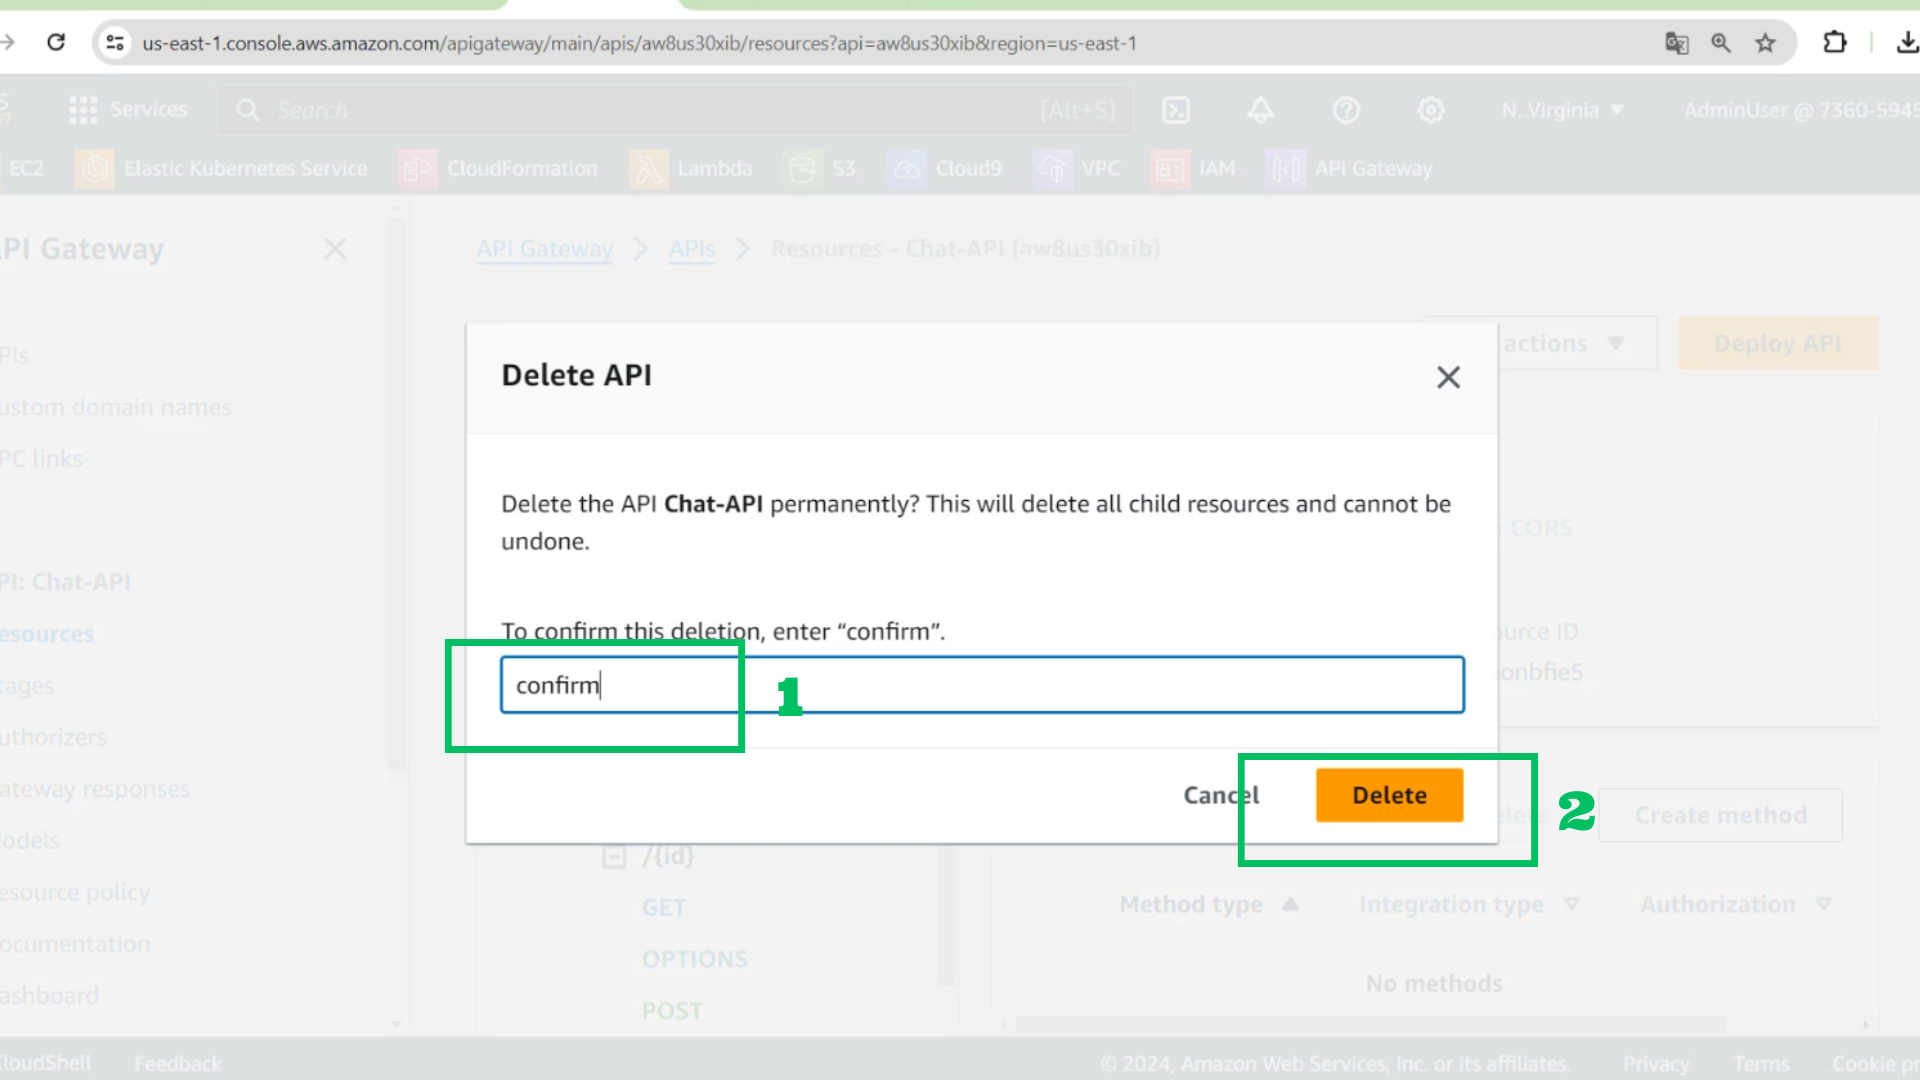 us-east-1.console.aws.amazon.com/apigateway/main/apis/aw8us30xib/resources?api=aw8us30xib&region=us-east-1
Services
Search
[Alt+S]
N. Virginia
AdminUser @ 7360-5945
EC2
Elastic Kubernetes Service
CloudFormation
Lambda
S3
Cloud9
VPC
IAM
API Gateway
PI Gateway
API Gateway
APIs
Resources - Chat-API (aw8us30xib)
actions
Deploy API
PIs
ustom domain names
PC links
PI: Chat-API
esources
tages
uthorizers
ateway responses
odels
esource policy
ocumentation
ashboard
Delete API
Delete the API Chat-API permanently? This will delete all child resources and cannot be
undone.
To confirm this deletion, enter “confirm”.
confirm
1
Cancel
Delete
2
CORS
ource ID
onbfie5
Create method
/{id}
GET
OPTIONS
POST
Method type
Integration type
Authorization
No methods
CloudShell
Feedback
© 2024, Amazon Web Services, Inc. or its affiliates.
Privacy
Terms
Cookie pr